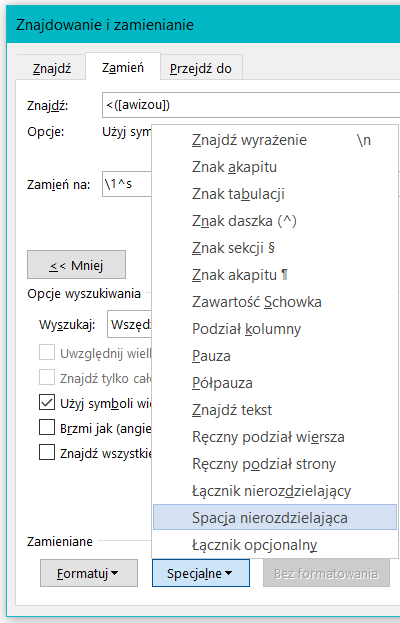 Znajdowanie i zamienianie
Znajdź Zamień Przejdź do
Znajdź: <([awizou])
Opcje: Użyj sym
Zamień na: \1^s
<< Mniej
Opcje wyszukiwania
Wyszukaj: Wszędz
Uwzględnij wielk
Znajdź tylko całe
Użyj symboli wie
Brzmi jak (angie
Znajdź wszystkie
Znajdź wyrażenie \n
Znak akapitu
Znak tabulacji
Znak daszka (^)
Znak sekcji §
Znak akapitu ¶
Zawartość Schowka
Podział kolumny
Pauza
Półpauza
Znajdź tekst
Ręczny podział wiersza
Ręczny podział strony
Łącznik nierozdzielający
Spacja nierozdzielająca
Łącznik opcjonalny
Zamieniane
Formatuj Specjalne Bez formatowania